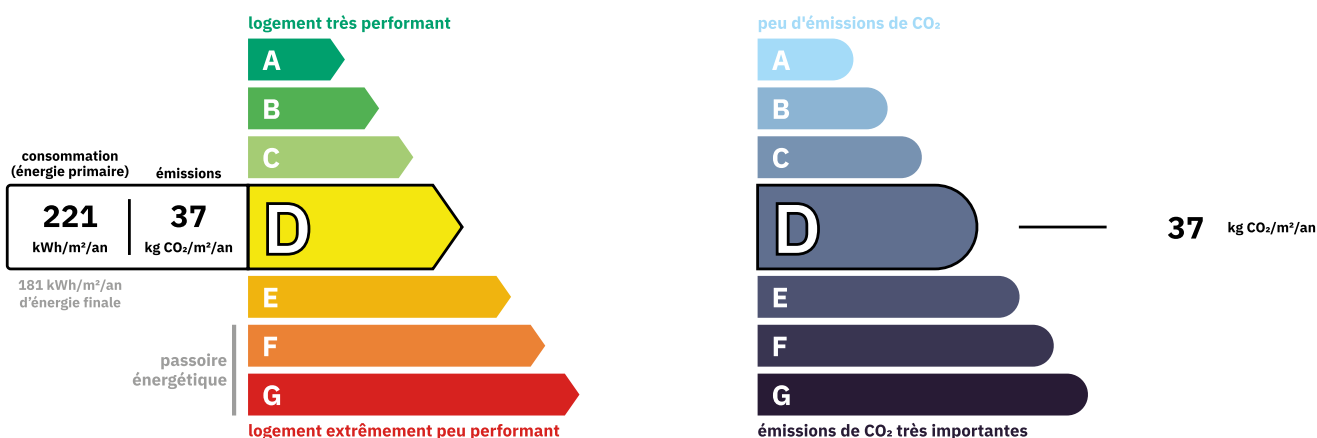 logement très performant
A
B
C
consommation
(énergie primaire)
émissions
221
kWh/m²/an
37
kg CO₂/m²/an
D
181 kWh/m²/an
d'énergie finale
E
passoire
énergétique
F
G
logement extrêmement peu performant
peu d'émissions de CO₂
A
B
C
D
37 kg CO₂/m²/an
E
F
G
émissions de CO₂ très importantes